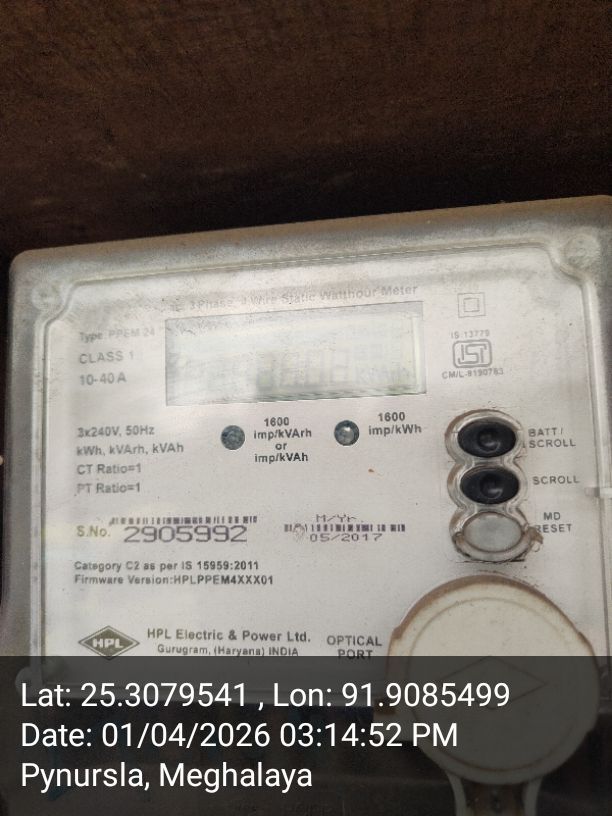 3 Phase, 4 Wire Static Watthour Meter
Type: PPEM 24
CLASS 1
10-40 A
IS 13779
ISI
CM/L-8190763
kWh
3x240V, 50Hz
kWh, kVArh, kVAh
CT Ratio=1
PT Ratio=1
1600
imp/kVArh
or
imp/kVAh
1600
imp/kWh
BATT/
SCROLL
SCROLL
MD
RESET
S.No. 2905992
M/Yr.
05/2017
Category C2 as per IS 15959:2011
Firmware Version:HPLPPEM4XXX01
HPL
HPL Electric & Power Ltd.
Gurugram, (Haryana) INDIA
OPTICAL
PORT
Lat: 25.3079541 , Lon: 91.9085499
Date: 01/04/2026 03:14:52 PM
Pynursla, Meghalaya